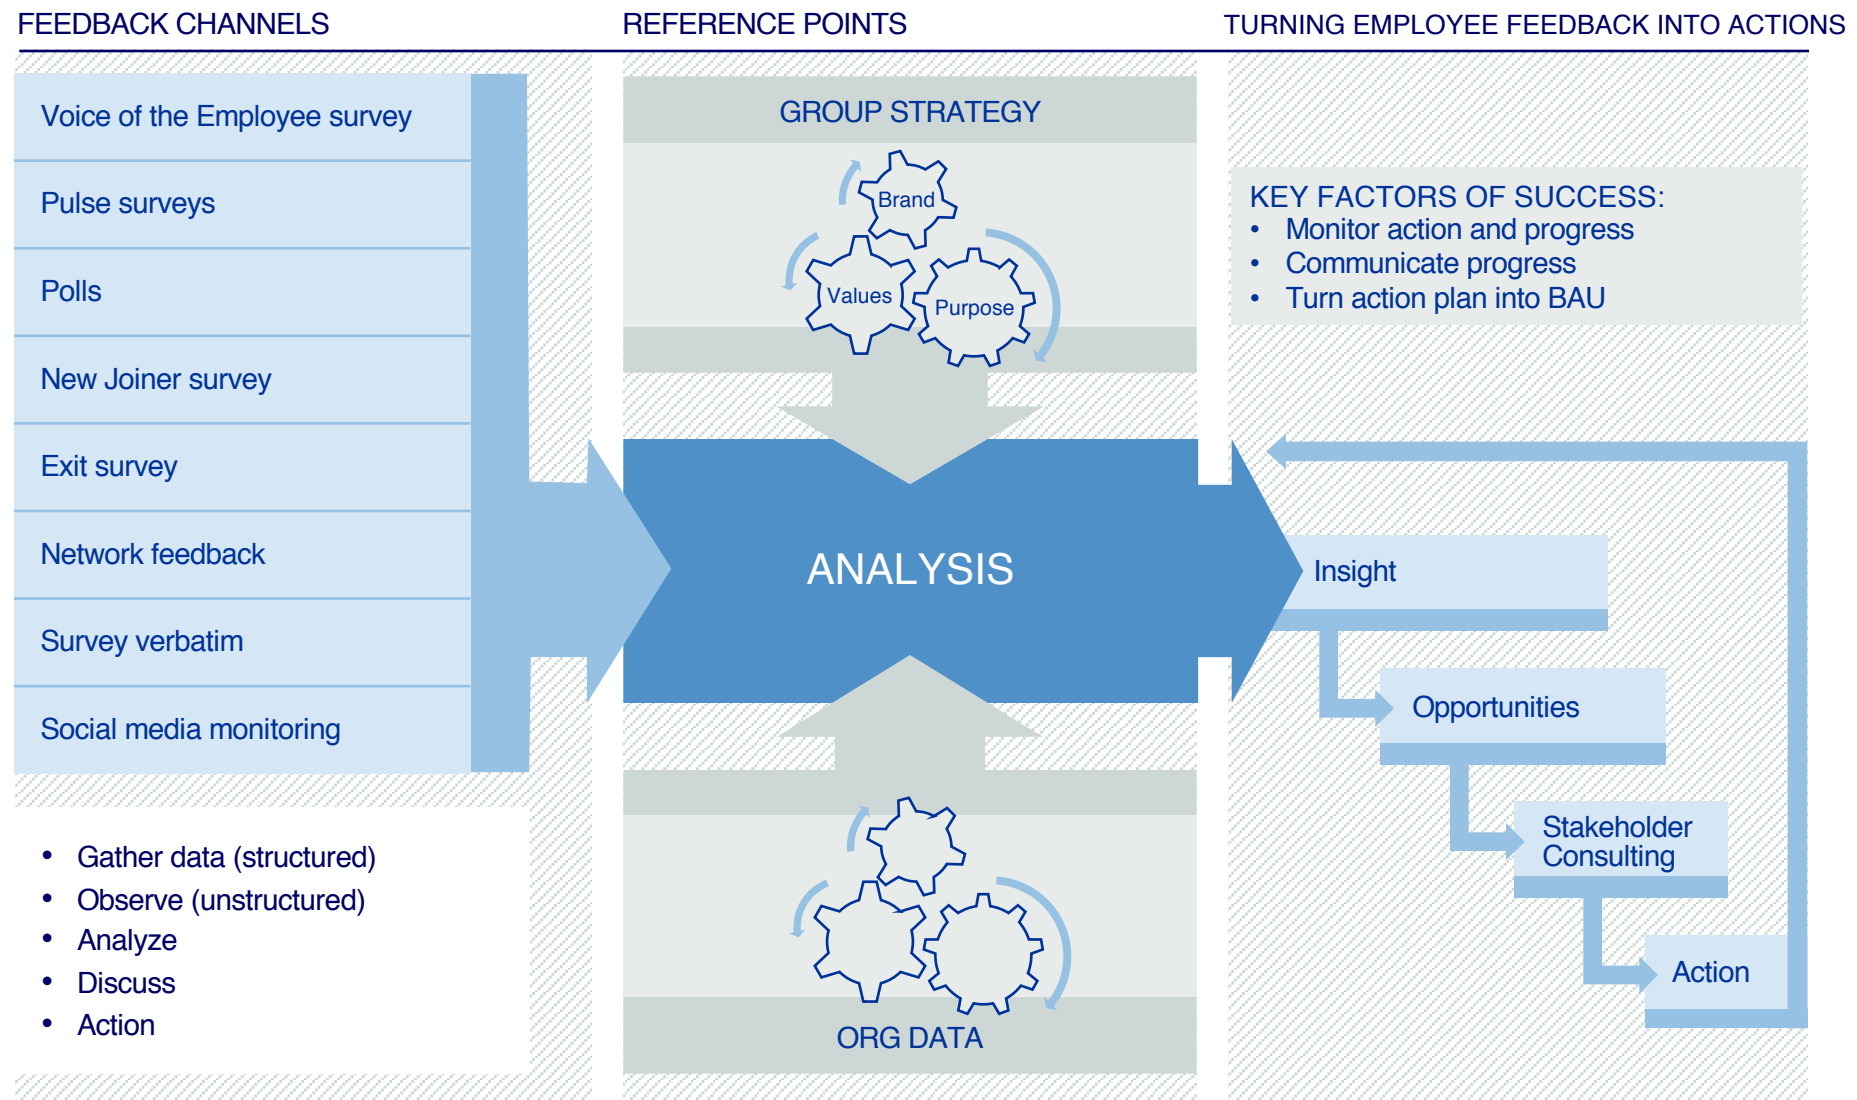 FEEDBACK CHANNELS
Voice of the Employee survey
Pulse surveys
Polls
New Joiner survey
Exit survey
Network feedback
Survey verbatim
Social media monitoring
• Gather data (structured)
• Observe (unstructured)
• Analyze
• Discuss
• Action
REFERENCE POINTS
GROUP STRATEGY
Brand
Values
Purpose
ANALYSIS
ORG DATA
TURNING EMPLOYEE FEEDBACK INTO ACTIONS
KEY FACTORS OF SUCCESS:
• Monitor action and progress
• Communicate progress
• Turn action plan into BAU
Insight
Opportunities
Stakeholder
Consulting
Action